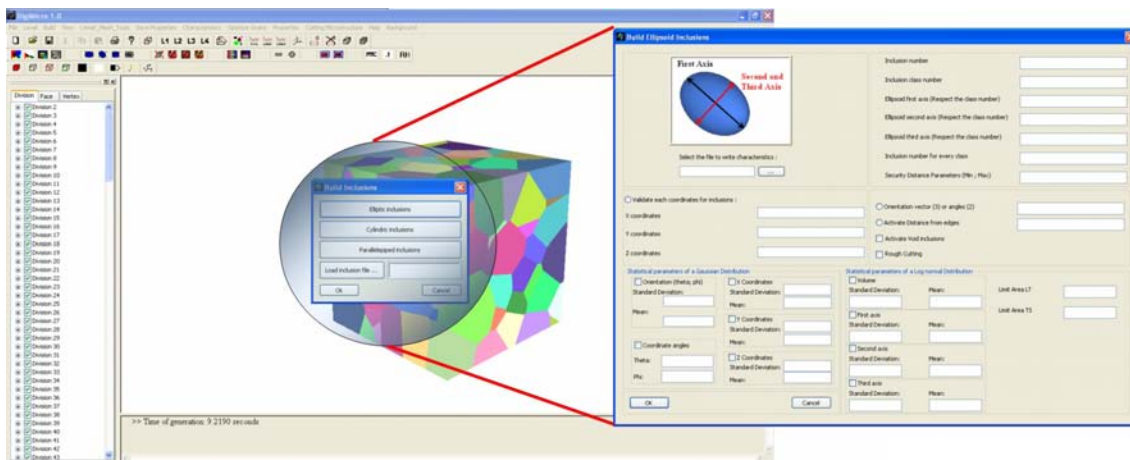 DigiMicro 1.0
L1 L2 L3 L4
Division Face Vertex
Division 2
Division 3
Division 4
Division 5
Division 6
Division 7
Division 8
Division 9
Division 10
Division 11
Division 12
Division 13
Division 14
Division 15
Division 16
Division 17
Division 18
Division 19
Division 20
Division 21
Division 22
Division 23
Division 24
Division 25
Division 26
Division 27
Division 28
Division 29
Division 30
Division 31
Division 32
Division 33
Division 34
Division 35
Division 36
Division 37
Division 38
Division 39
Division 40
Division 41
Division 42
Division 43
Build Inclusions
Elliptic inclusions
Cylindric inclusions
Parallelepiped inclusions
Load inclusion file ...
Ok Cancel
>> Time of generation: 9.2190 seconds
Build Ellipsoid Inclusions
First Axis
Second and
Third Axis
Select the file to write characteristics :
...
Inclusion number
Inclusion class number
Ellipsoid first axis (Respect the class number)
Ellipsoid second axis (Respect the class number)
Ellipsoid third axis (Respect the class number)
Inclusion number for every class
Security Distance Parameters (Min ; Max)
Validate each coordinates for inclusions :
X coordinates
Y coordinates
Z coordinates
Orientation vector (3) or angles (2)
Activate Distance from edges
Activate Void inclusions
Rough Cutting
Statistical parameters of a Gaussian Distribution
Orientation (theta; phi)
Standard Deviation:
Mean:
Coordinate angles
Theta:
Phi:
X Coordinates
Standard Deviation:
Mean:
Y Coordinates
Standard Deviation:
Mean:
Z Coordinates
Standard Deviation:
Mean:
Statistical parameters of a Log-normal Distribution
Volume
Standard Deviation: Mean:
First axis
Standard Deviation: Mean:
Second axis
Standard Deviation: Mean:
Third axis
Standard Deviation: Mean:
Limit Area LT
Limit Area TS
OK Cancel